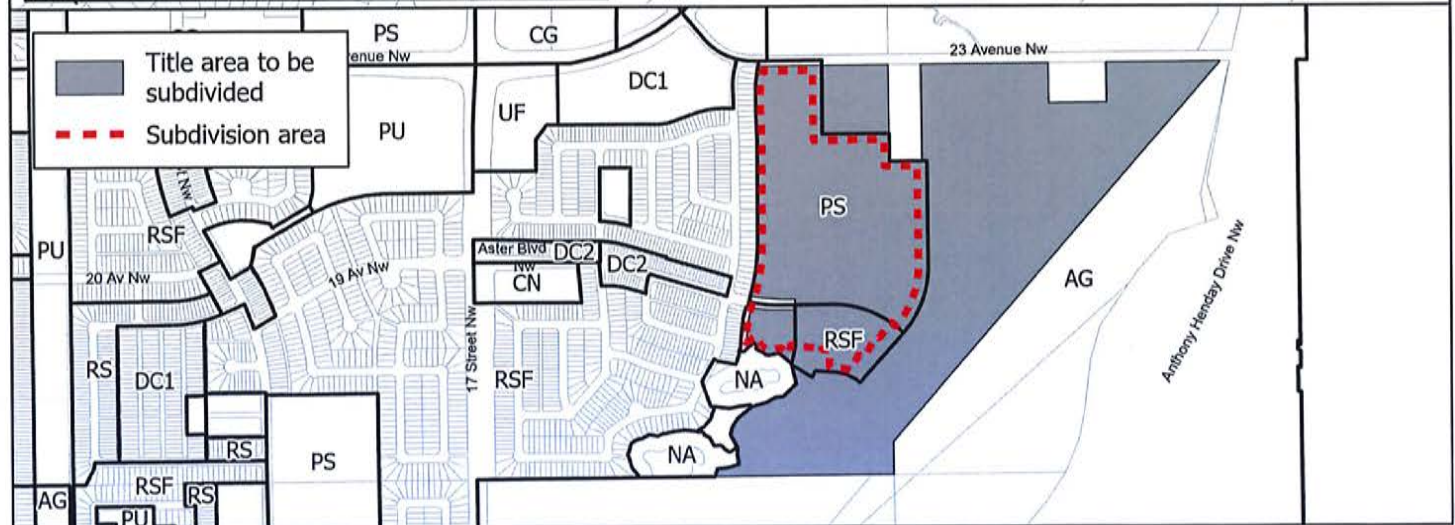 PS
CG
23 Avenue Nw
enue Nw
Title area to be
subdivided
Subdivision area
DC1
UF
PU
Nw
PS
RSF
PU
20 Av Nw
19 Av Nw
Aster Blvd
Nw
DC2
DC2
CN
AG
Anthony Henday Drive Nw
17 Street Nw
RSF
RS
DC1
RSF
NA
NA
RS
PS
RSF
RS
AG
PU